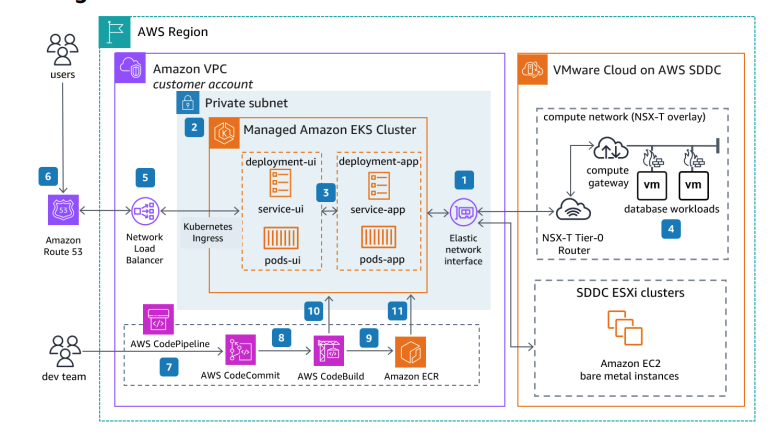 AWS Region
users
Amazon VPC
customer account
VMware Cloud on AWS SDDC
Private subnet
2
Managed Amazon EKS Cluster
compute network (NSX-T overlay)
deployment-ui
deployment-app
compute
gateway
vm
vm
database workloads
6
5
3
1
4
service-ui
service-app
53
Amazon
Route 53
Network
Load
Balancer
Kubernetes
Ingress
pods-ui
pods-app
Elastic
network
interface
NSX-T Tier-0
Router
SDDC ESXi clusters
10
11
AWS CodePipeline
8
9
7
dev team
AWS CodeCommit
AWS CodeBuild
Amazon ECR
Amazon EC2
bare metal instances